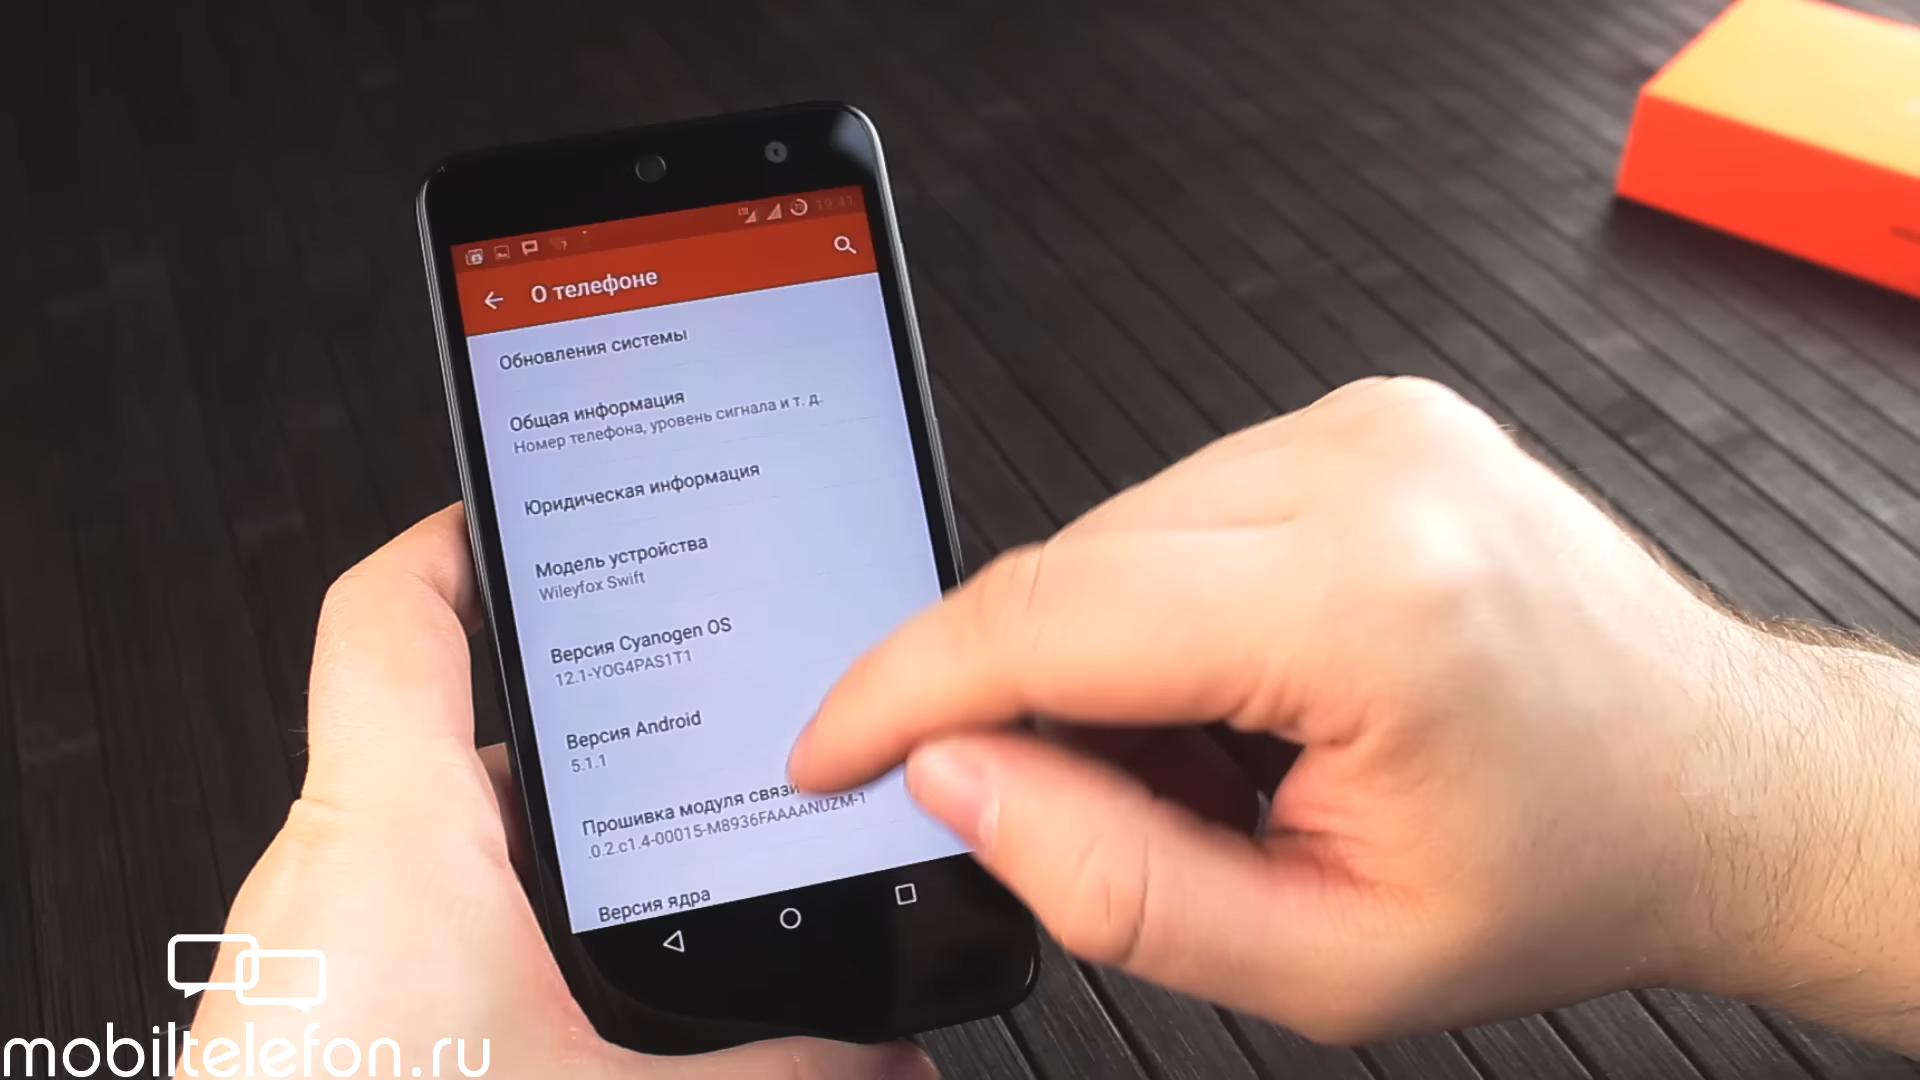 19:41
О телефоне
Обновления системы
Общая информация
Номер телефона, уровень сигнала и т. д.
Юридическая информация
Модель устройства
Wileyfox Swift
Версия Cyanogen OS
12.1-YOG4PAS1T1
Версия Android
5.1.1
Прошивка модуля связи
.0.2.c1.4-00015-M8936FAAAANUZM-1
Версия ядра
mobiltelefon.ru